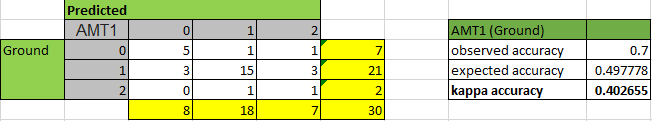 Predicted
AMT1 0 1 2 AMT1 (Ground)
Ground 0 5 1 1 7 observed accuracy 0.7
1 3 15 3 21 expected accuracy 0.497778
2 0 1 1 2 kappa accuracy 0.402655
8 18 7 30